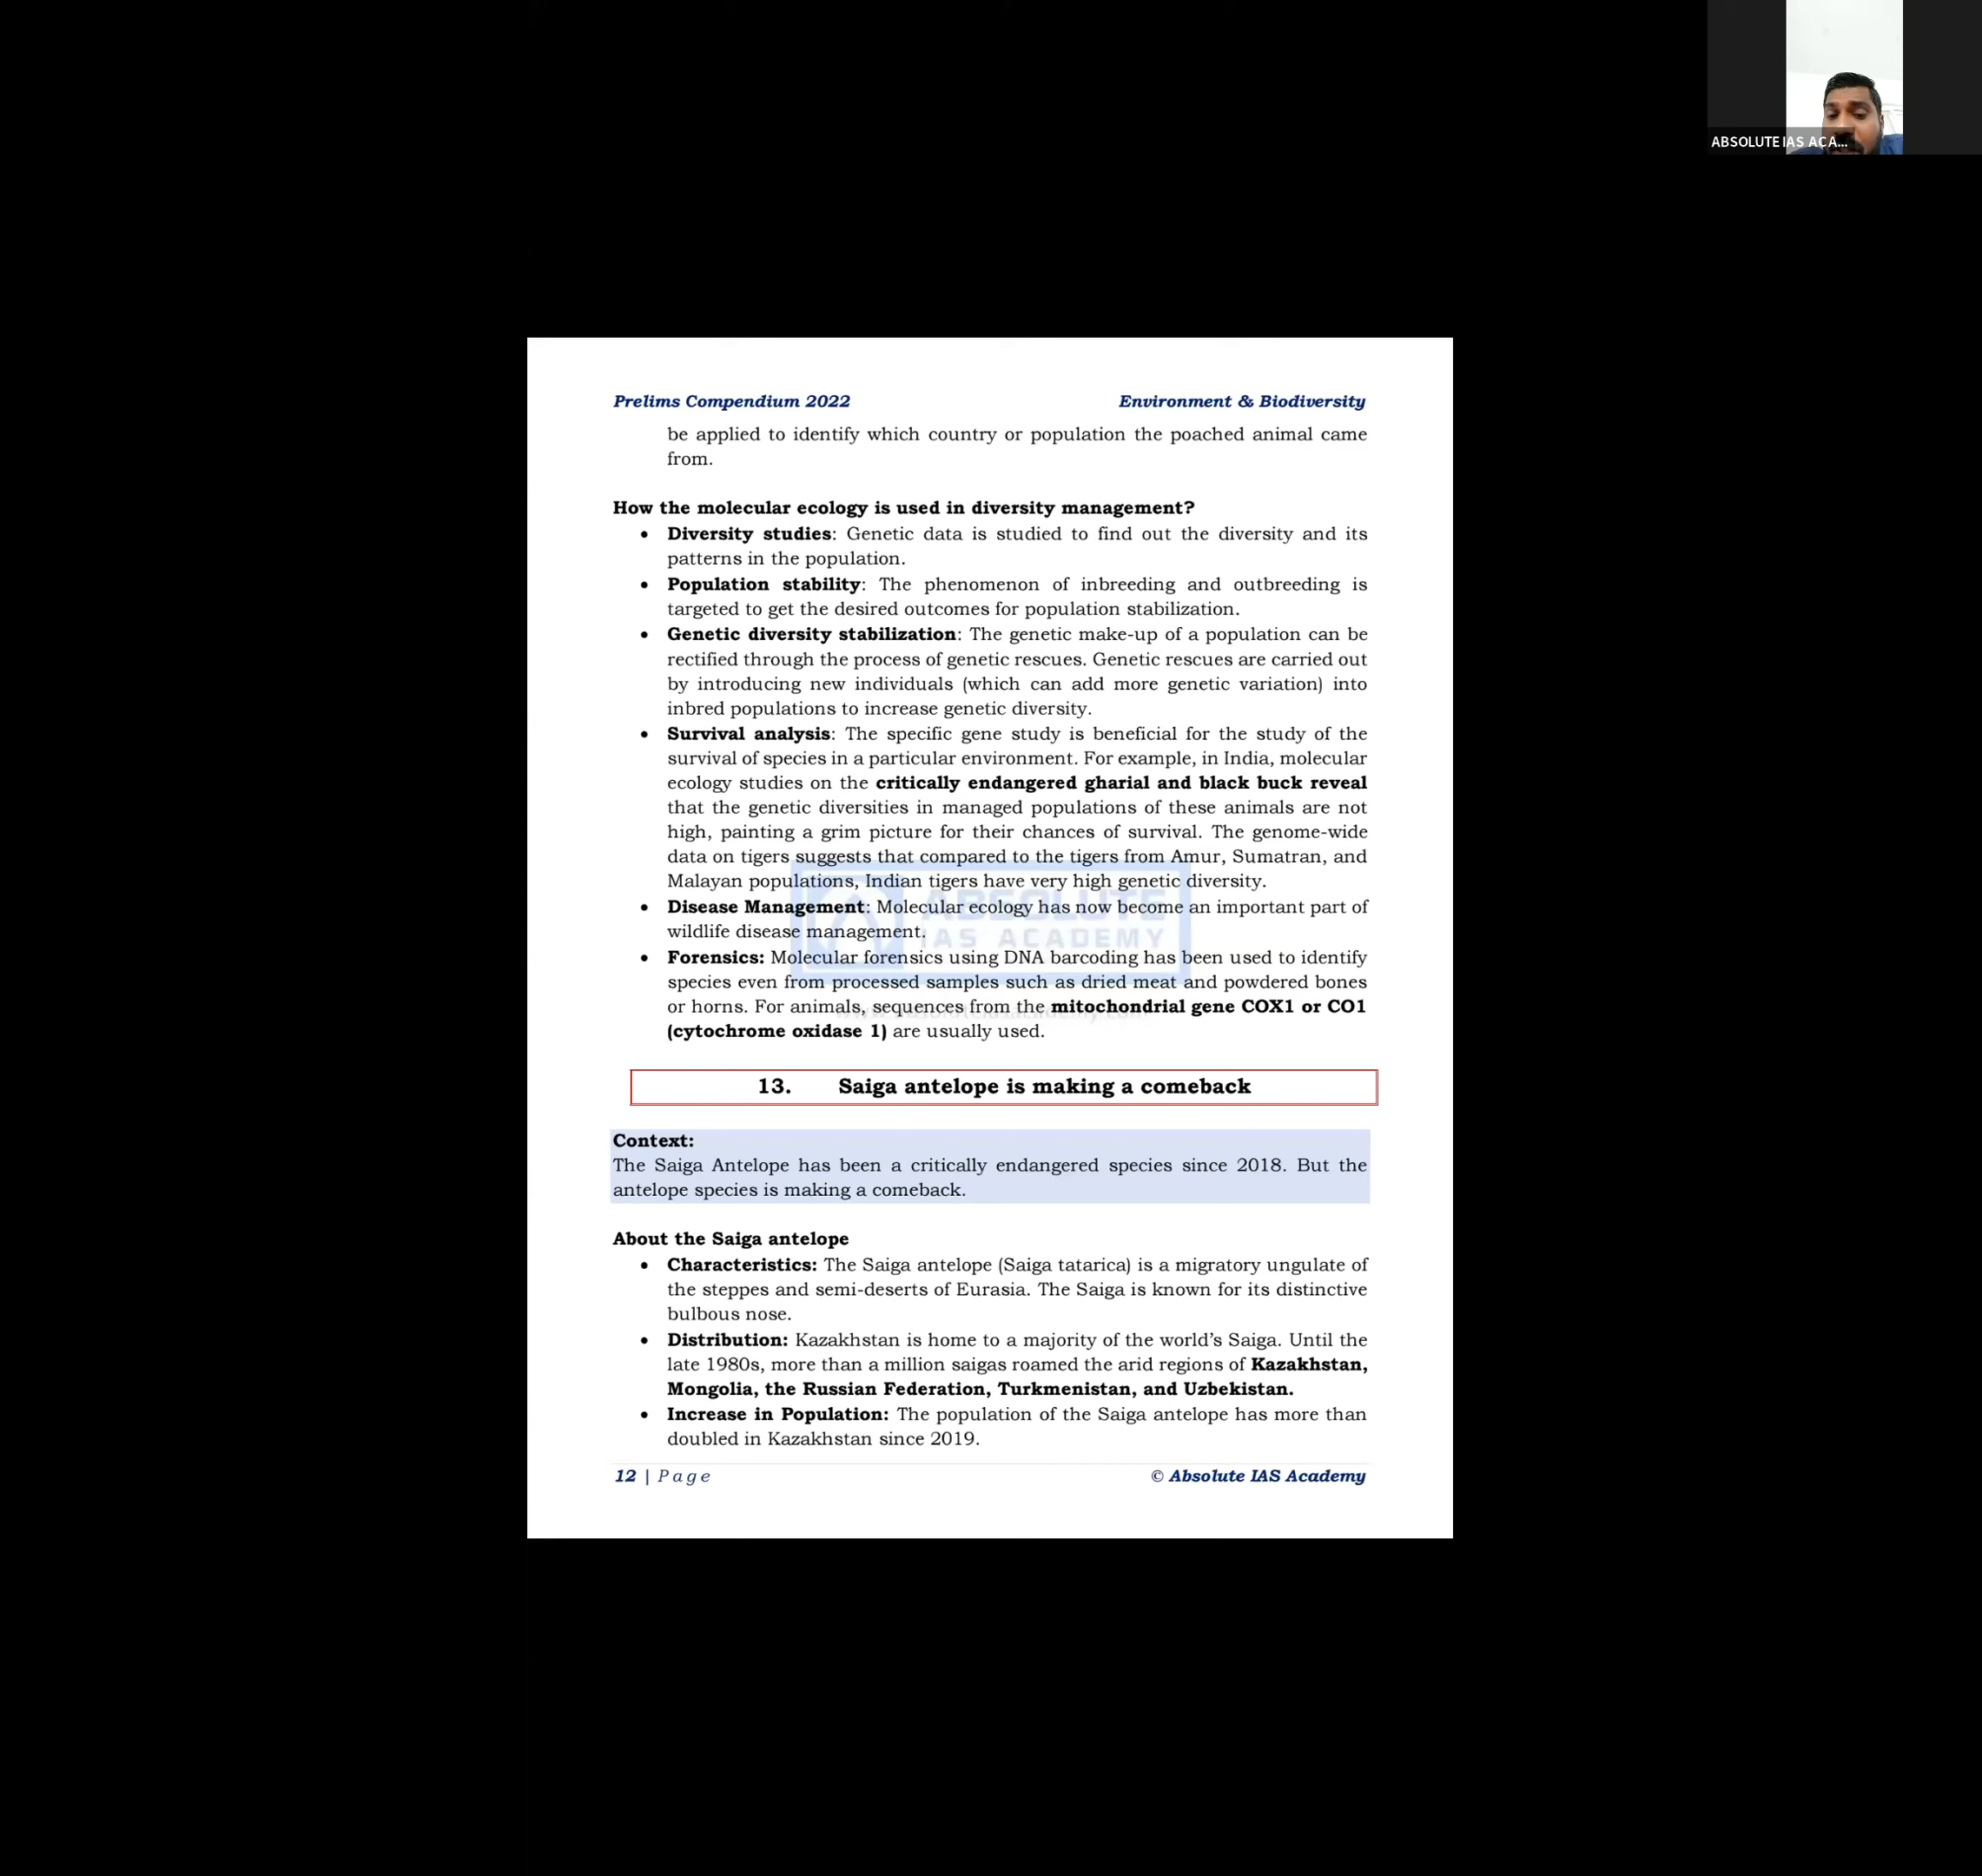 ABSOLUTE IAS ACA...
Prelims Compendium 2022 Environment & Biodiversity
be applied to identify which country or population the poached animal came
from.
How the molecular ecology is used in diversity management?
• Diversity studies: Genetic data is studied to find out the diversity and its
patterns in the population.
• Population stability: The phenomenon of inbreeding and outbreeding is
targeted to get the desired outcomes for population stabilization.
• Genetic diversity stabilization: The genetic make-up of a population can be
rectified through the process of genetic rescues. Genetic rescues are carried out
by introducing new individuals (which can add more genetic variation) into
inbred populations to increase genetic diversity.
• Survival analysis: The specific gene study is beneficial for the study of the
survival of species in a particular environment. For example, in India, molecular
ecology studies on the critically endangered gharial and black buck reveal
that the genetic diversities in managed populations of these animals are not
high, painting a grim picture for their chances of survival. The genome-wide
data on tigers suggests that compared to the tigers from Amur, Sumatran, and
Malayan populations, Indian tigers have very high genetic diversity.
• Disease Management: Molecular ecology has now become an important part of
wildlife disease management.
• Forensics: Molecular forensics using DNA barcoding has been used to identify
species even from processed samples such as dried meat and powdered bones
or horns. For animals, sequences from the mitochondrial gene COX1 or CO1
(cytochrome oxidase 1) are usually used.
ABSOLUTE
IAS ACADEMY
13. Saiga antelope is making a comeback
Context:
The Saiga Antelope has been a critically endangered species since 2018. But the
antelope species is making a comeback.
About the Saiga antelope
• Characteristics: The Saiga antelope (Saiga tatarica) is a migratory ungulate of
the steppes and semi-deserts of Eurasia. The Saiga is known for its distinctive
bulbous nose.
• Distribution: Kazakhstan is home to a majority of the world's Saiga. Until the
late 1980s, more than a million saigas roamed the arid regions of Kazakhstan,
Mongolia, the Russian Federation, Turkmenistan, and Uzbekistan.
• Increase in Population: The population of the Saiga antelope has more than
doubled in Kazakhstan since 2019.
12 | Page © Absolute IAS Academy